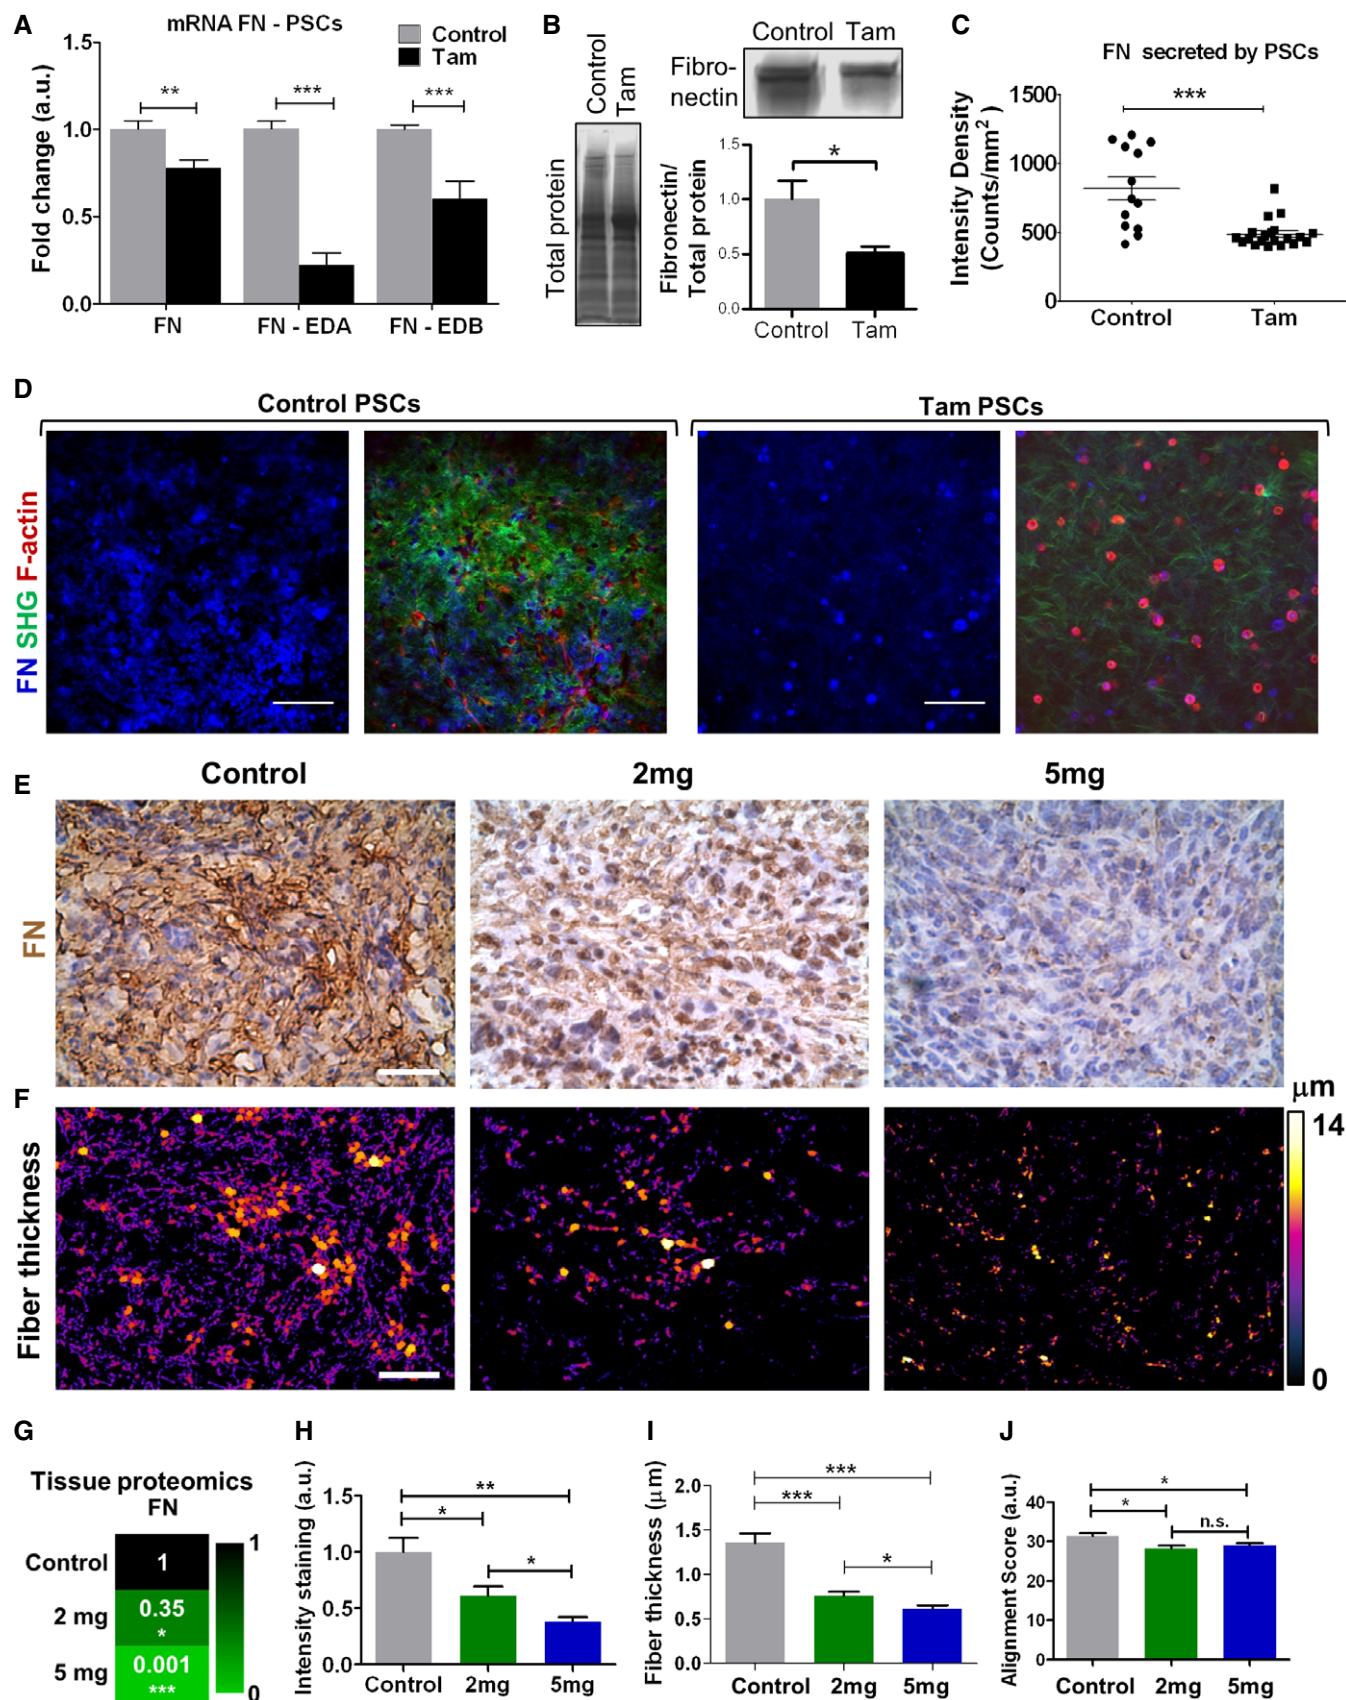 A
mRNA FN - PSCs
Control
Tam
Fold change (a.u.)
1.5
1.0
0.5
0.0
**
***
***
FN
FN - EDA
FN - EDB
B
Control
Tam
Total protein
Control Tam
Fibro-
nectin
Fibronectin/
Total protein
1.5
1.0
0.5
0.0
*
Control
Tam
C
FN secreted by PSCs
Intensity Density
(Counts/mm²)
1500
1000
500
0
***
Control
Tam
D
Control PSCs
Tam PSCs
FN SHG F-actin
E
Control
2mg
5mg
FN
F
Fiber thickness
μm
14
0
G
Tissue proteomics
FN
Control
1
2 mg
0.35
*
5 mg
0.001
***
1
0
H
Intensity staining (a.u.)
1.5
1.0
0.5
0.0
**
*
*
Control
2mg
5mg
I
Fiber thickness (μm)
2.0
1.5
1.0
0.5
0.0
***
***
*
Control
2mg
5mg
J
Alignment Score (a.u.)
40
30
20
10
0
*
*
n.s.
Control
2mg
5mg